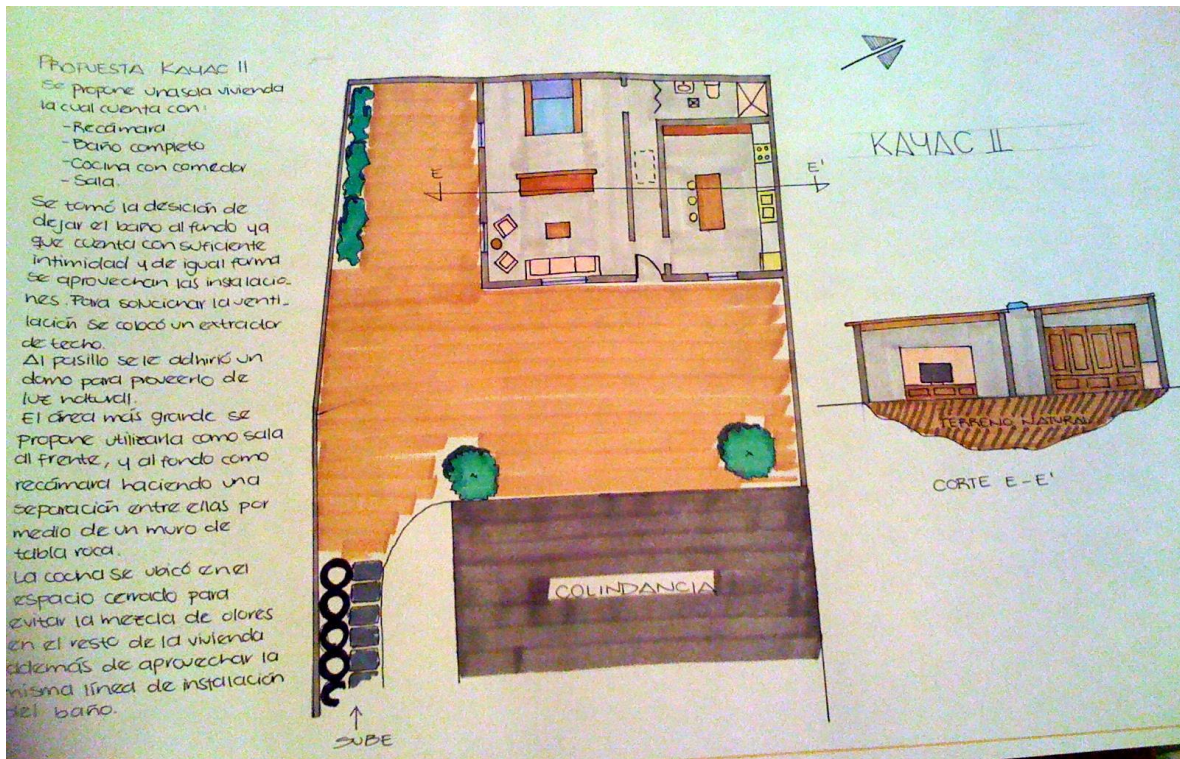 PROPUESTA KAYAC II
Se propone una sola vivienda
la cual cuenta con:
-Recámara
-Baño completo
-Cocina con comedor
-Sala.
Se tomó la desición de
dejar el baño al fondo ya
que cuenta con suficiente
intimidad y de igual forma
se aprovechan las instalacio-
nes. Para solucionar la venti-
lación se colocó un extractor
de techo.
Al pasillo se le adhirió un
domo para proveerlo de
luz natural.
El área más grande se
propone utilizarla como sala
al frente, y al fondo como
recámara haciendo una
separación entre ellas por
medio de un muro de
tabla roca.
La cocina se ubicó en el
espacio cerrado para
evitar la mezcla de olores
en el resto de la vivienda
además de aprovechar la
misma línea de instalación
del baño.
E
E'
COLINDANCIA
SUBE
KAYAC II
TERRENO NATURAL
CORTE E-E'